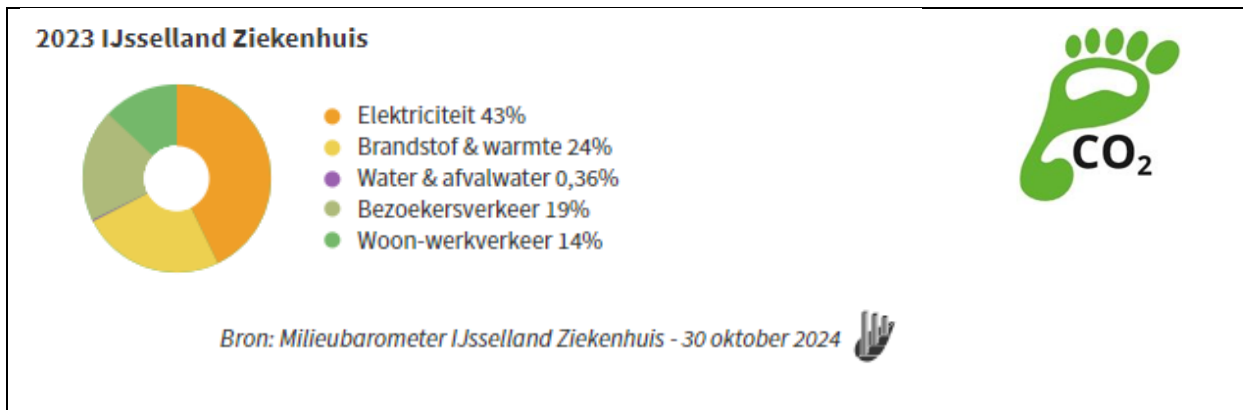 2023 IJsselland Ziekenhuis
Elektriciteit 43%
Brandstof & warmte 24%
Water & afvalwater 0,36%
Bezoekersverkeer 19%
Woon-werkverkeer 14%
CO₂
Bron: Milieubarometer IJsselland Ziekenhuis - 30 oktober 2024